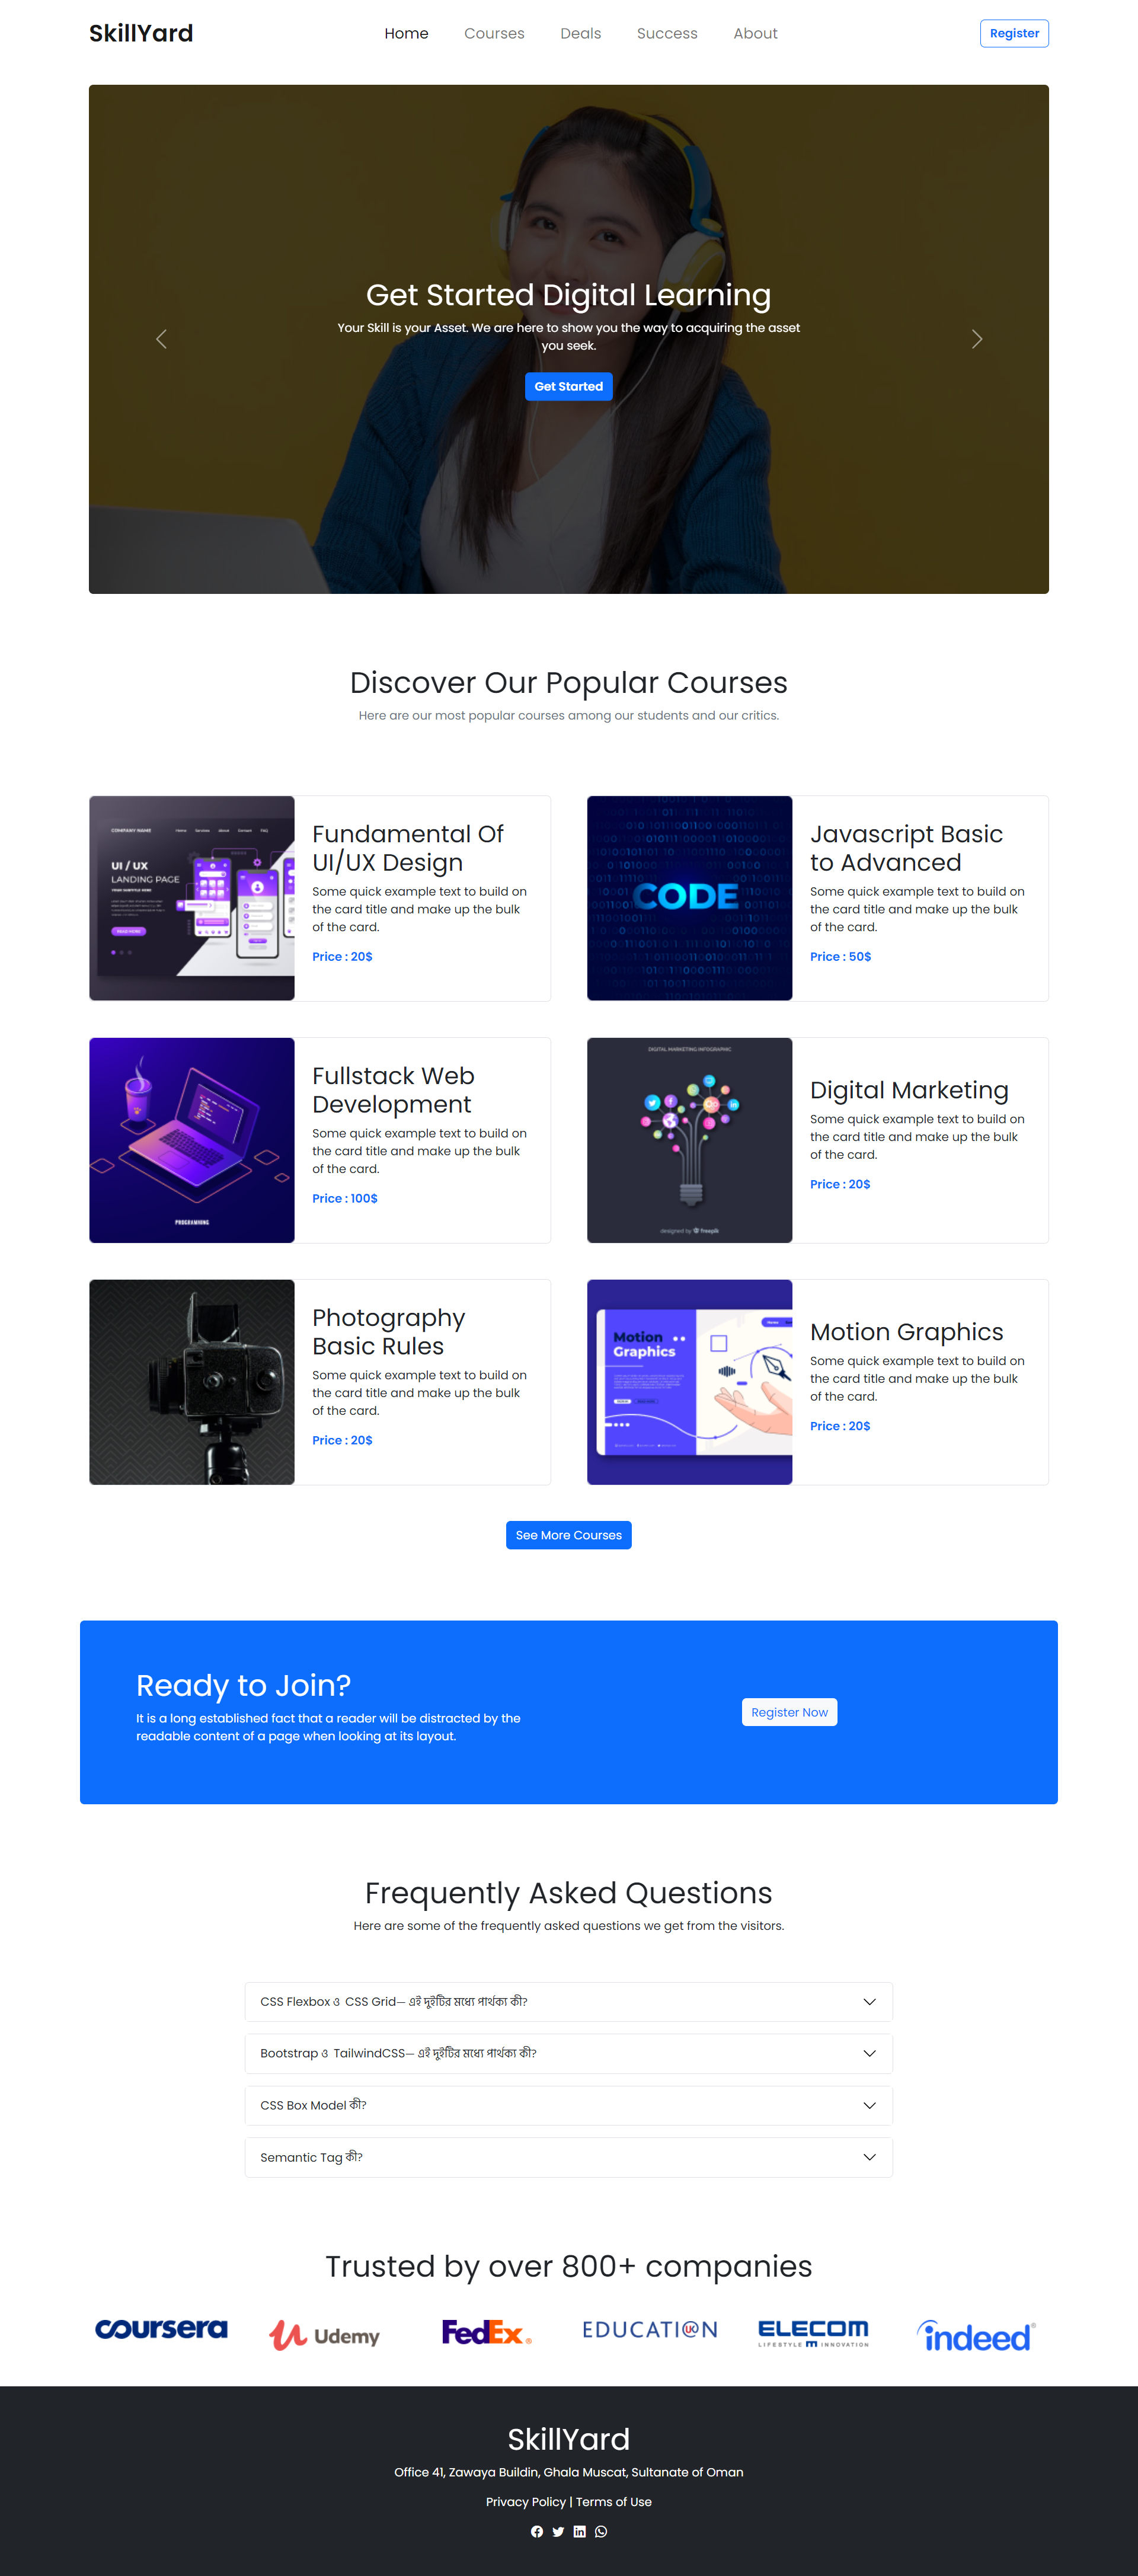 SkillYard
Home Courses Deals Success About
Register
Get Started Digital Learning
Your Skill is your Asset. We are here to show you the way to acquiring the asset
you seek.
Get Started
Discover Our Popular Courses
Here are our most popular courses among our students and our critics.
COMPANY NAME
Home Services About Contact FAQ
UI / UX
LANDING PAGE
YOUR SUBTITLE HERE
READ MORE
Fundamental Of
UI/UX Design
Some quick example text to build on
the card title and make up the bulk
of the card.
Price : 20$
CODE
Javascript Basic
to Advanced
Some quick example text to build on
the card title and make up the bulk
of the card.
Price : 50$
PROGRAMMING
Fullstack Web
Development
Some quick example text to build on
the card title and make up the bulk
of the card.
Price : 100$
DIGITAL MARKETING INFOGRAPHIC
designed by freepik
Digital Marketing
Some quick example text to build on
the card title and make up the bulk
of the card.
Price : 20$
Photography
Basic Rules
Some quick example text to build on
the card title and make up the bulk
of the card.
Price : 20$
Home
Motion
Graphics
Motion Graphics
Some quick example text to build on
the card title and make up the bulk
of the card.
Price : 20$
See More Courses
Ready to Join?
It is a long established fact that a reader will be distracted by the
readable content of a page when looking at its layout.
Register Now
Frequently Asked Questions
Here are some of the frequently asked questions we get from the visitors.
CSS Flexbox ও CSS Grid— এই দুইটির মধ্যে পার্থক্য কী?
Bootstrap ও TailwindCSS— এই দুইটির মধ্যে পার্থক্য কী?
CSS Box Model কী?
Semantic Tag কী?
Trusted by over 800+ companies
coursera
Udemy
FedEx®
EDUCATI@N UK
ELECOM
LIFESTYLE INNOVATION
indeed®
SkillYard
Office 41, Zawaya Buildin, Ghala Muscat, Sultanate of Oman
Privacy Policy | Terms of Use